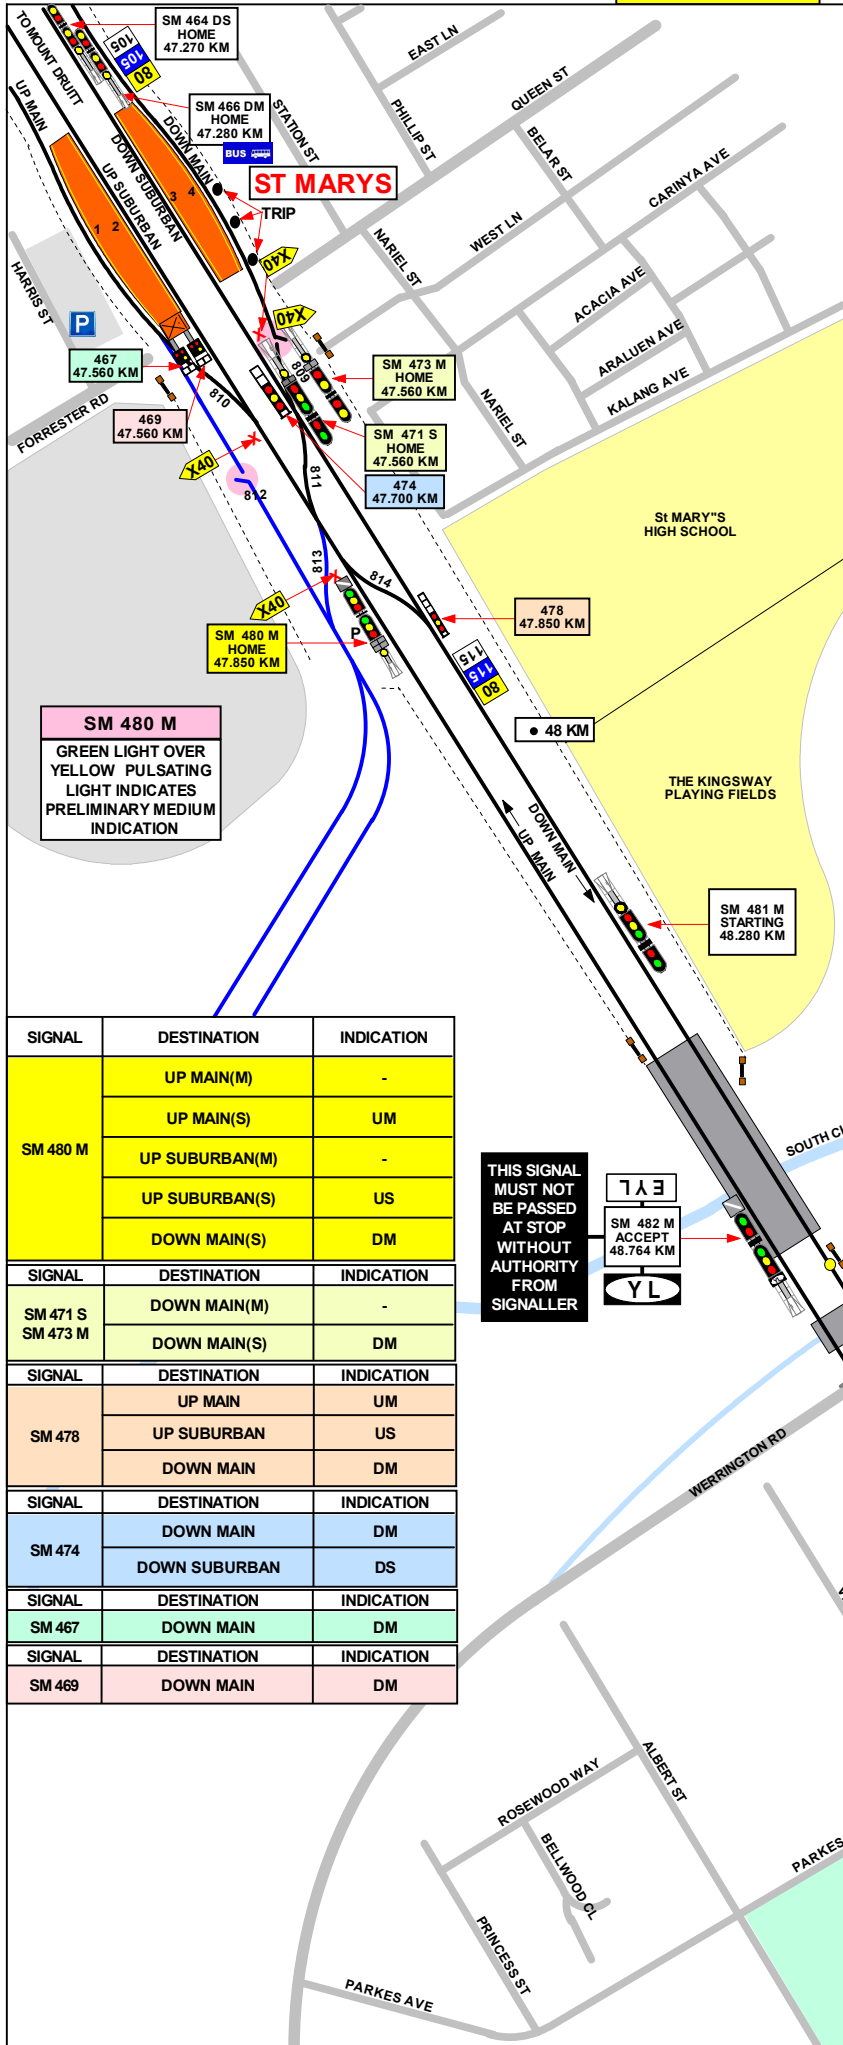 SM 464 DS
HOME
47.270 KM
TO MOUNT DRUITT
105
105
80
EAST LN
QUEEN ST
STATION ST
PHILLIP ST
SM 466 DM
HOME
47.280 KM
UP MAIN
DOWN MAIN
BUS
BELAR ST
DOWN SUBURBAN
UP SUBURBAN
ST MARYS
CARINYA AVE
3 4
1 2
TRIP
WEST LN
NARIEL ST
HARRIS ST
X40
ACACIA AVE
P
X40
ARALUEN AVE
467
47.560 KM
809
SM 473 M
HOME
47.560 KM
KALANG AVE
810
NARIEL ST
FORRESTER RD
469
47.560 KM
SM 471 S
HOME
47.560 KM
X40
811
474
47.700 KM
812
St MARY"S
HIGH SCHOOL
813
814
X40
478
47.850 KM
P
SM 480 M
HOME
47.850 KM
115
115
80
SM 480 M
GREEN LIGHT OVER
YELLOW PULSATING
LIGHT INDICATES
PRELIMINARY MEDIUM
INDICATION
48 KM
THE KINGSWAY
PLAYING FIELDS
DOWN MAIN
UP MAIN
SM 481 M
STARTING
48.280 KM
SIGNAL DESTINATION INDICATION
SM 480 M
UP MAIN(M) -
UP MAIN(S) UM
UP SUBURBAN(M) -
UP SUBURBAN(S) US
DOWN MAIN(S) DM
SOUTH
THIS SIGNAL
MUST NOT
BE PASSED
AT STOP
WITHOUT
AUTHORITY
FROM
SIGNALLER
EYL
SM 482 M
ACCEPT
48.764 KM
YL
SIGNAL DESTINATION INDICATION
SM 471 S
SM 473 M
DOWN MAIN(M) -
DOWN MAIN(S) DM
SIGNAL DESTINATION INDICATION
SM 478
UP MAIN UM
UP SUBURBAN US
DOWN MAIN DM
WERRINGTON RD
SIGNAL DESTINATION INDICATION
SM 474
DOWN MAIN DM
DOWN SUBURBAN DS
SIGNAL DESTINATION INDICATION
SM 467 DOWN MAIN DM
SIGNAL DESTINATION INDICATION
SM 469 DOWN MAIN DM
ROSEWOOD WAY
ALBERT ST
BELLWOOD CL
PARKES
PRINCESS ST
PARKES AVE